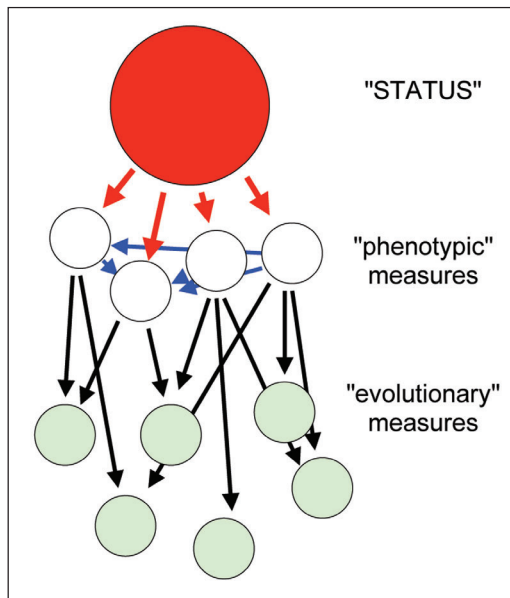 "STATUS"
"phenotypic"
measures
"evolutionary"
measures